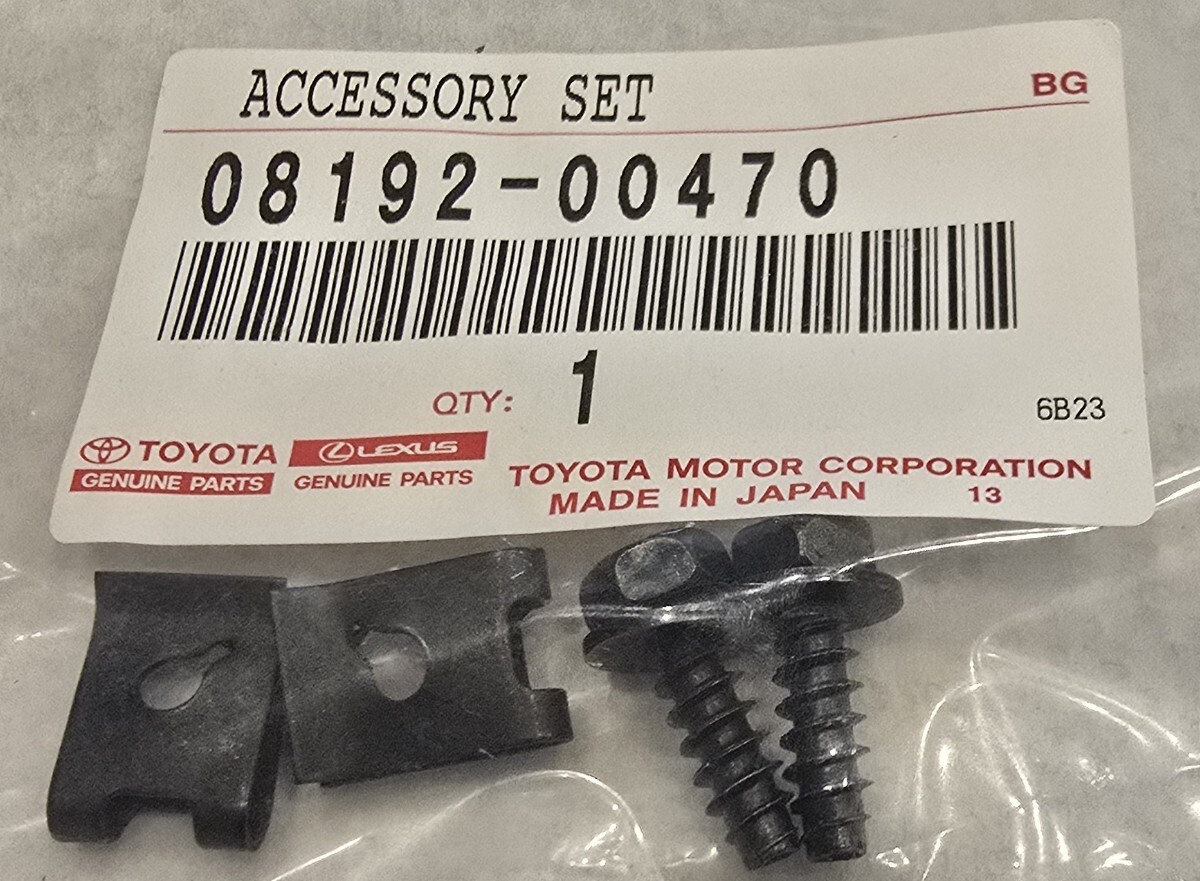 ACCESSORY SET BG
08192-00470
QTY: 1
6B23
TOYOTA LEXUS
GENUINE PARTS GENUINE PARTS
TOYOTA MOTOR CORPORATION
MADE IN JAPAN 13